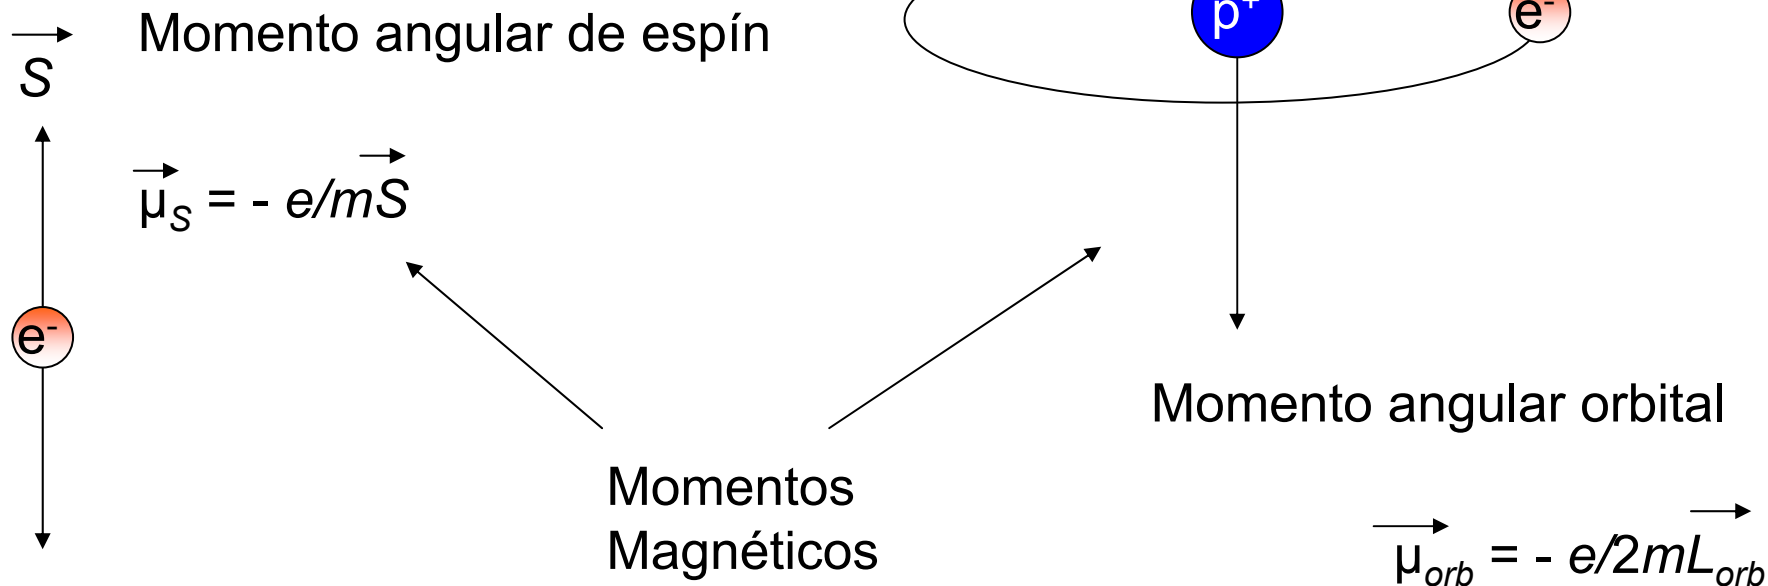 Momento angular de espín
S
p+
e-
μS = - e/mS
e-
Momento angular orbital
Momentos
Magnéticos
μorb = - e/2mLorb